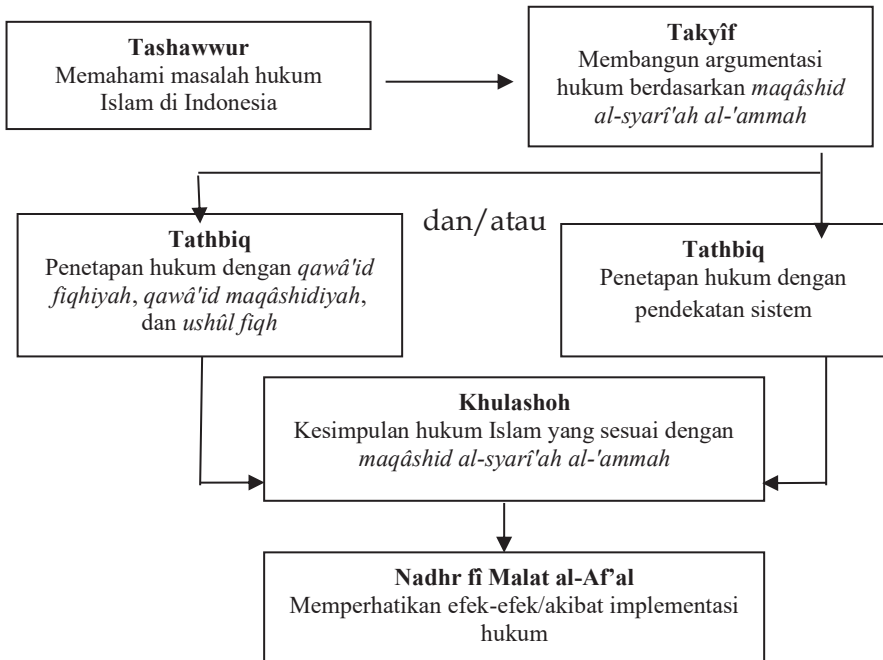 Tashawwur
Memahami masalah hukum
Islam di Indonesia
Takyîf
Membangun argumentasi
hukum berdasarkan maqâshid
al-syarî'ah al-'ammah
dan/atau
Tathbiq
Penetapan hukum dengan qawâ'id
fiqhiyah, qawâ'id maqâshidiyah,
dan ushûl fiqh
Tathbiq
Penetapan hukum dengan
pendekatan sistem
Khulashoh
Kesimpulan hukum Islam yang sesuai dengan
maqâshid al-syarî'ah al-'ammah
Nadhr fî Malat al-Af’al
Memperhatikan efek-efek/akibat implementasi
hukum